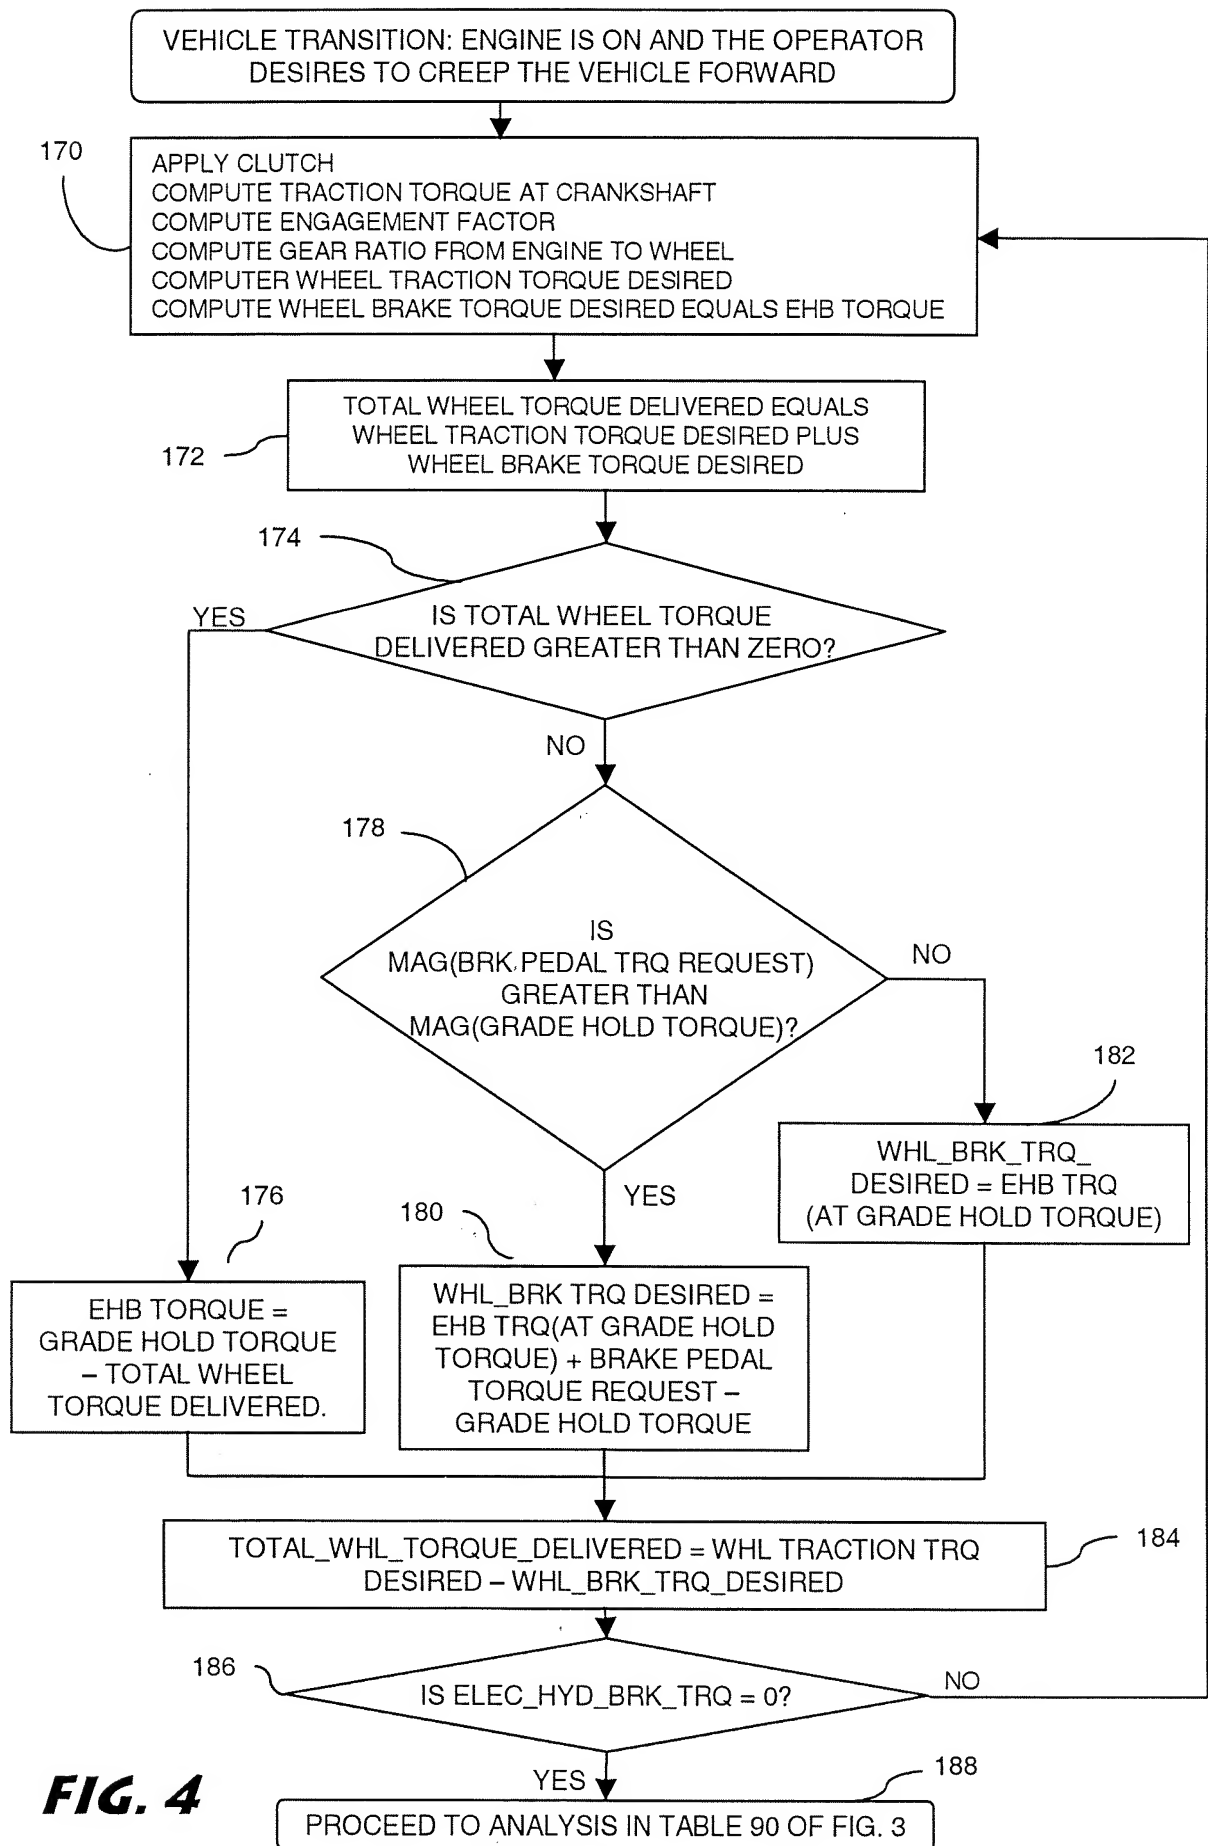 VEHICLE TRANSITION: ENGINE IS ON AND THE OPERATOR
DESIRES TO CREEP THE VEHICLE FORWARD
170
APPLY CLUTCH
COMPUTE TRACTION TORQUE AT CRANKSHAFT
COMPUTE ENGAGEMENT FACTOR
COMPUTE GEAR RATIO FROM ENGINE TO WHEEL
COMPUTER WHEEL TRACTION TORQUE DESIRED
COMPUTE WHEEL BRAKE TORQUE DESIRED EQUALS EHB TORQUE
172
TOTAL WHEEL TORQUE DELIVERED EQUALS
WHEEL TRACTION TORQUE DESIRED PLUS
WHEEL BRAKE TORQUE DESIRED
174
IS TOTAL WHEEL TORQUE
DELIVERED GREATER THAN ZERO?
YES
NO
178
IS
MAG(BRK PEDAL TRQ REQUEST)
GREATER THAN
MAG(GRADE HOLD TORQUE)?
NO
YES
182
WHL_BRK_TRQ_
DESIRED = EHB TRQ
(AT GRADE HOLD TORQUE)
176
EHB TORQUE =
GRADE HOLD TORQUE
– TOTAL WHEEL
TORQUE DELIVERED.
180
WHL_BRK TRQ DESIRED =
EHB TRQ(AT GRADE HOLD
TORQUE) + BRAKE PEDAL
TORQUE REQUEST –
GRADE HOLD TORQUE
184
TOTAL_WHL_TORQUE_DELIVERED = WHL TRACTION TRQ
DESIRED – WHL_BRK_TRQ_DESIRED
186
IS ELEC_HYD_BRK_TRQ = 0?
NO
YES
188
PROCEED TO ANALYSIS IN TABLE 90 OF FIG. 3
FIG. 4